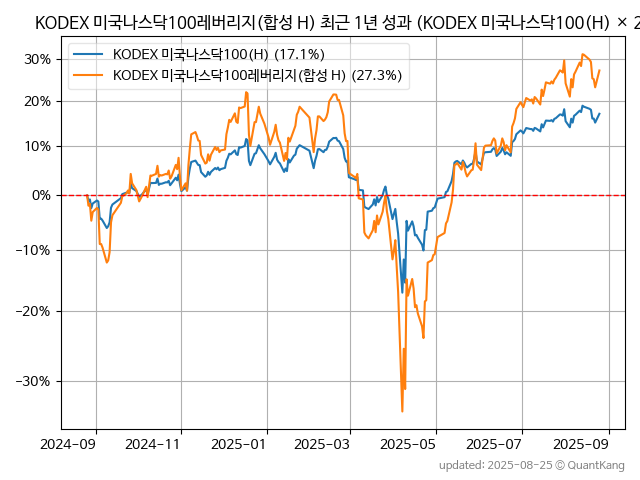 KODEX 미국나스닥100레버리지(합성 H) 최근 1년 성과 (KODEX 미국나스닥100(H) × 2
KODEX 미국나스닥100(H) (17.1%)
KODEX 미국나스닥100레버리지(합성 H) (27.3%)
30%
20%
10%
0%
−10%
−20%
−30%
2024-09 2024-11 2025-01 2025-03 2025-05 2025-07 2025-09
updated: 2025-08-25 ⓒ QuantKang